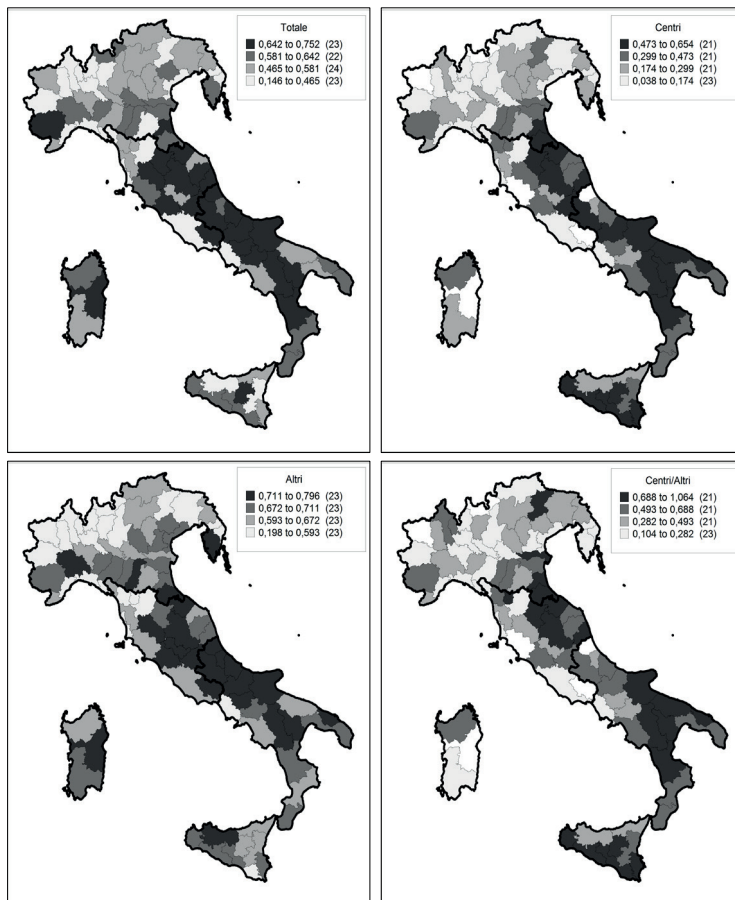 Totale
0,642 to 0,752 (23)
0,581 to 0,642 (22)
0,465 to 0,581 (24)
0,146 to 0,465 (23)
Centri
0,473 to 0,654 (21)
0,299 to 0,473 (21)
0,174 to 0,299 (21)
0,038 to 0,174 (23)
Altri
0,711 to 0,796 (23)
0,672 to 0,711 (23)
0,593 to 0,672 (23)
0,198 to 0,593 (23)
Centri/Altri
0,688 to 1,064 (21)
0,493 to 0,688 (21)
0,282 to 0,493 (21)
0,104 to 0,282 (23)